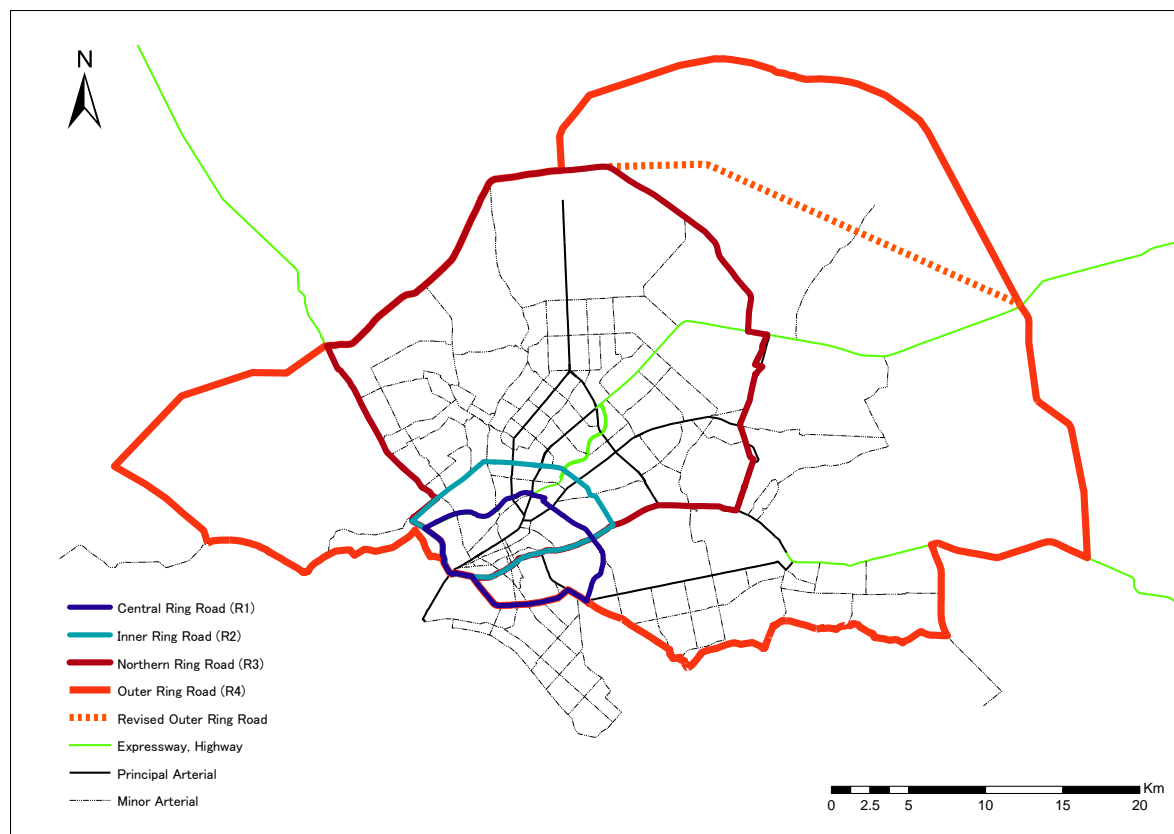 N
Central Ring Road (R1)
Inner Ring Road (R2)
Northern Ring Road (R3)
Outer Ring Road (R4)
Revised Outer Ring Road
Expressway, Highway
Principal Arterial
Minor Arterial
Km
0 2.5 5 10 15 20